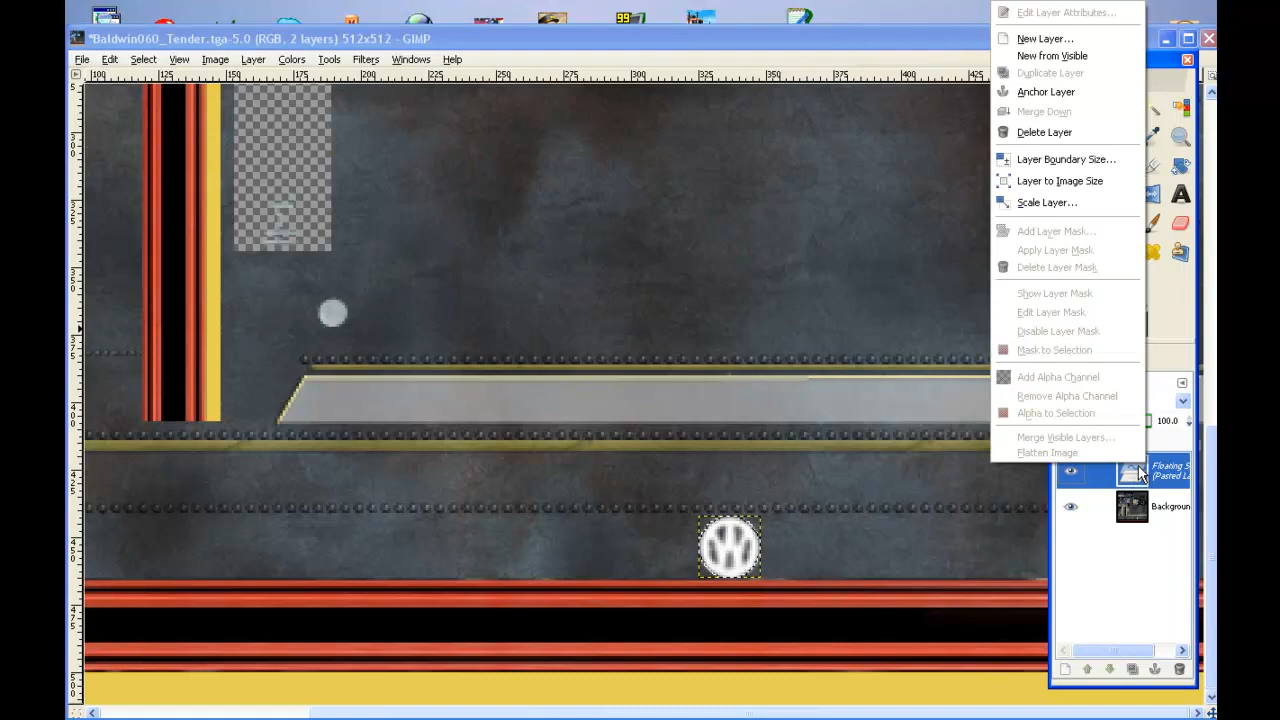 99
*Baldwin060_Tender.tga-5.0 (RGB, 2 layers) 512x512 - GIMP
File Edit Select View Image Layer Colors Tools Filters Windows Help
100 125 150 175 200 225 250 275 300 325 350 375 400 425
Edit Layer Attributes...
New Layer...
New from Visible
Duplicate Layer
Anchor Layer
Merge Down
Delete Layer
Layer Boundary Size...
Layer to Image Size
Scale Layer...
Add Layer Mask...
Apply Layer Mask
Delete Layer Mask
Show Layer Mask
Edit Layer Mask
Disable Layer Mask
Mask to Selection
Add Alpha Channel
Remove Alpha Channel
Alpha to Selection
Merge Visible Layers...
Flatten Image
100.0
Floating S
(Pasted La
Backgroun
W